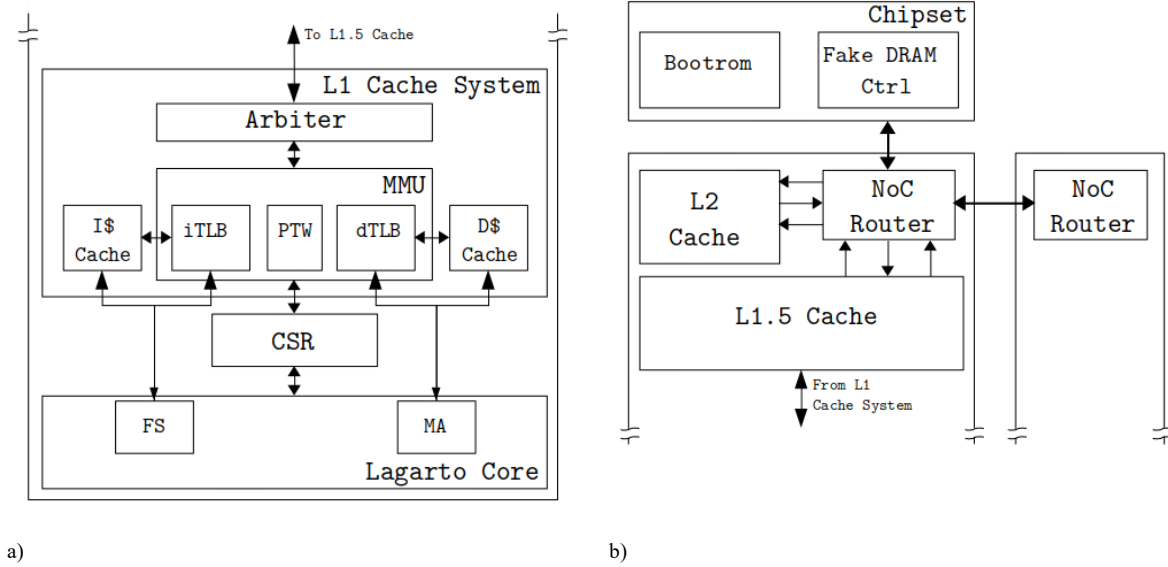 To L1.5 Cache
L1 Cache System
Arbiter
MMU
I$
Cache
iTLB
PTW
dTLB
D$
Cache
CSR
FS
MA
Lagarto Core
a)
Chipset
Bootrom
Fake DRAM
Ctrl
L2
Cache
NoC
Router
NoC
Router
L1.5 Cache
From L1
Cache System
b)